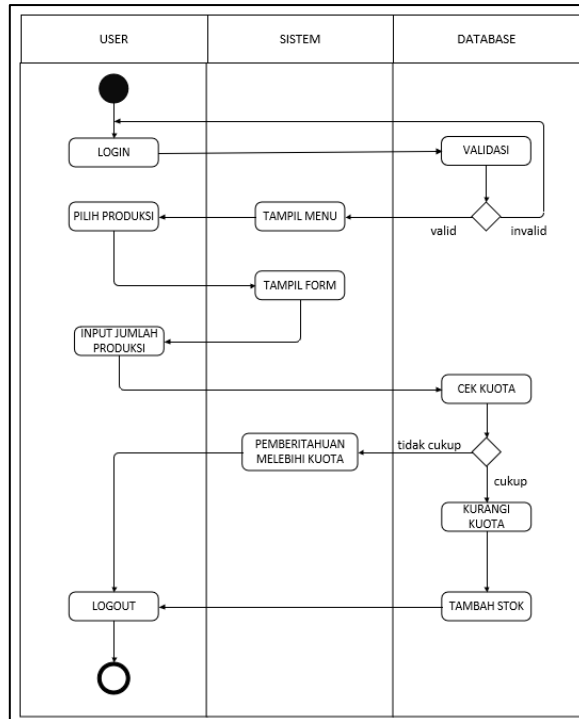 USER
SISTEM
DATABASE
LOGIN
VALIDASI
PILIH PRODUKSI
TAMPIL MENU
valid
invalid
TAMPIL FORM
INPUT JUMLAH
PRODUKSI
CEK KUOTA
PEMBERITAHUAN
MELEBIHI KUOTA
tidak cukup
cukup
KURANGI
KUOTA
LOGOUT
TAMBAH STOK